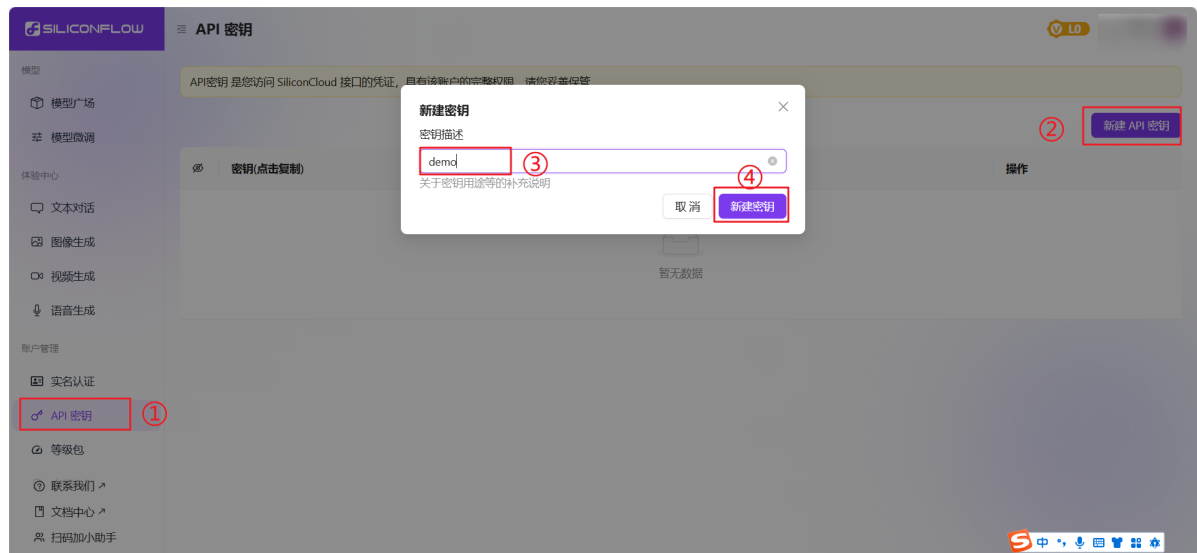 SILICONFLOW
API 密钥
L0
模型
模型广场
模型微调
体验中心
文本对话
图像生成
视频生成
语音生成
账户管理
实名认证
API 密钥
①
等级包
联系我们
文档中心
扫码加小助手
API密钥 是您访问 SiliconCloud 接口的凭证，具有该账户的完整权限，请您妥善保管
② 新建 API 密钥
密钥(点击复制)
操作
新建密钥
密钥描述
demo ③
关于密钥用途等的补充说明
④
取 消 新建密钥
暂无数据
中